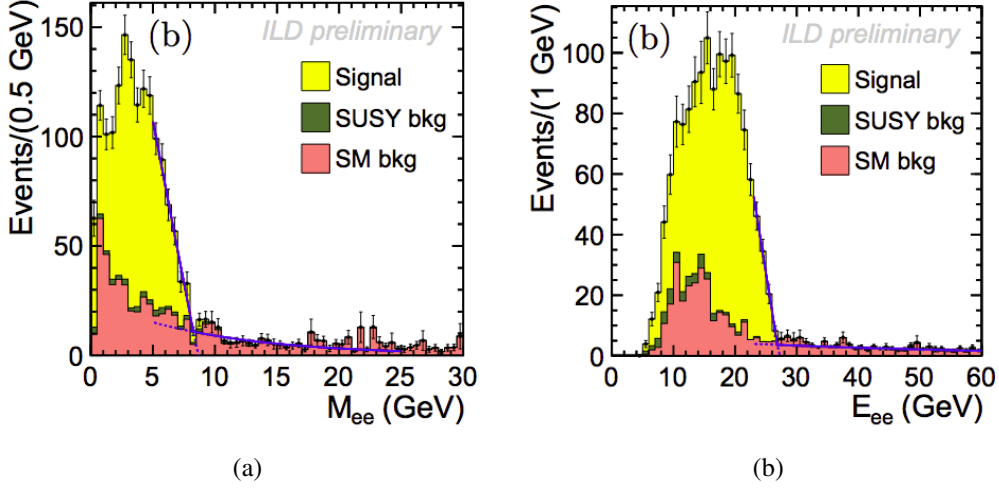 Events/(0.5 GeV)
150
100
50
0
(b)
ILD preliminary
Signal
SUSY bkg
SM bkg
0 5 10 15 20 25 30
M_ee (GeV)
(a)
Events/(1 GeV)
100
80
60
40
20
0
(b)
ILD preliminary
Signal
SUSY bkg
SM bkg
0 10 20 30 40 50 60
E_ee (GeV)
(b)